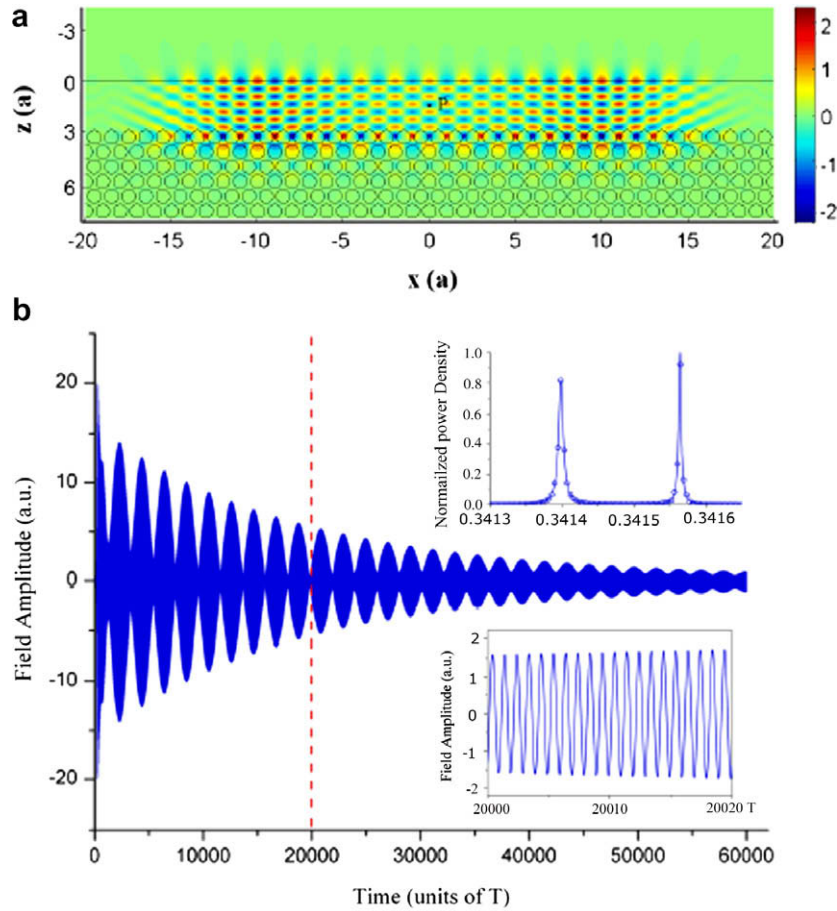 a
-3
0
3
6
z (a)
P
-20 -15 -10 -5 0 5 10 15 20
x (a)
2
1
0
-1
-2
b
20
10
0
-10
-20
Field Amplitude (a.u.)
0 10000 20000 30000 40000 50000 60000
Time (units of T)
1.0
0.8
0.6
0.4
0.2
0.0
Normailzed power Density
0.3413 0.3414 0.3415 0.3416
2
1
0
-1
-2
Field Amplitude (a.u.)
20000 20010 20020 T